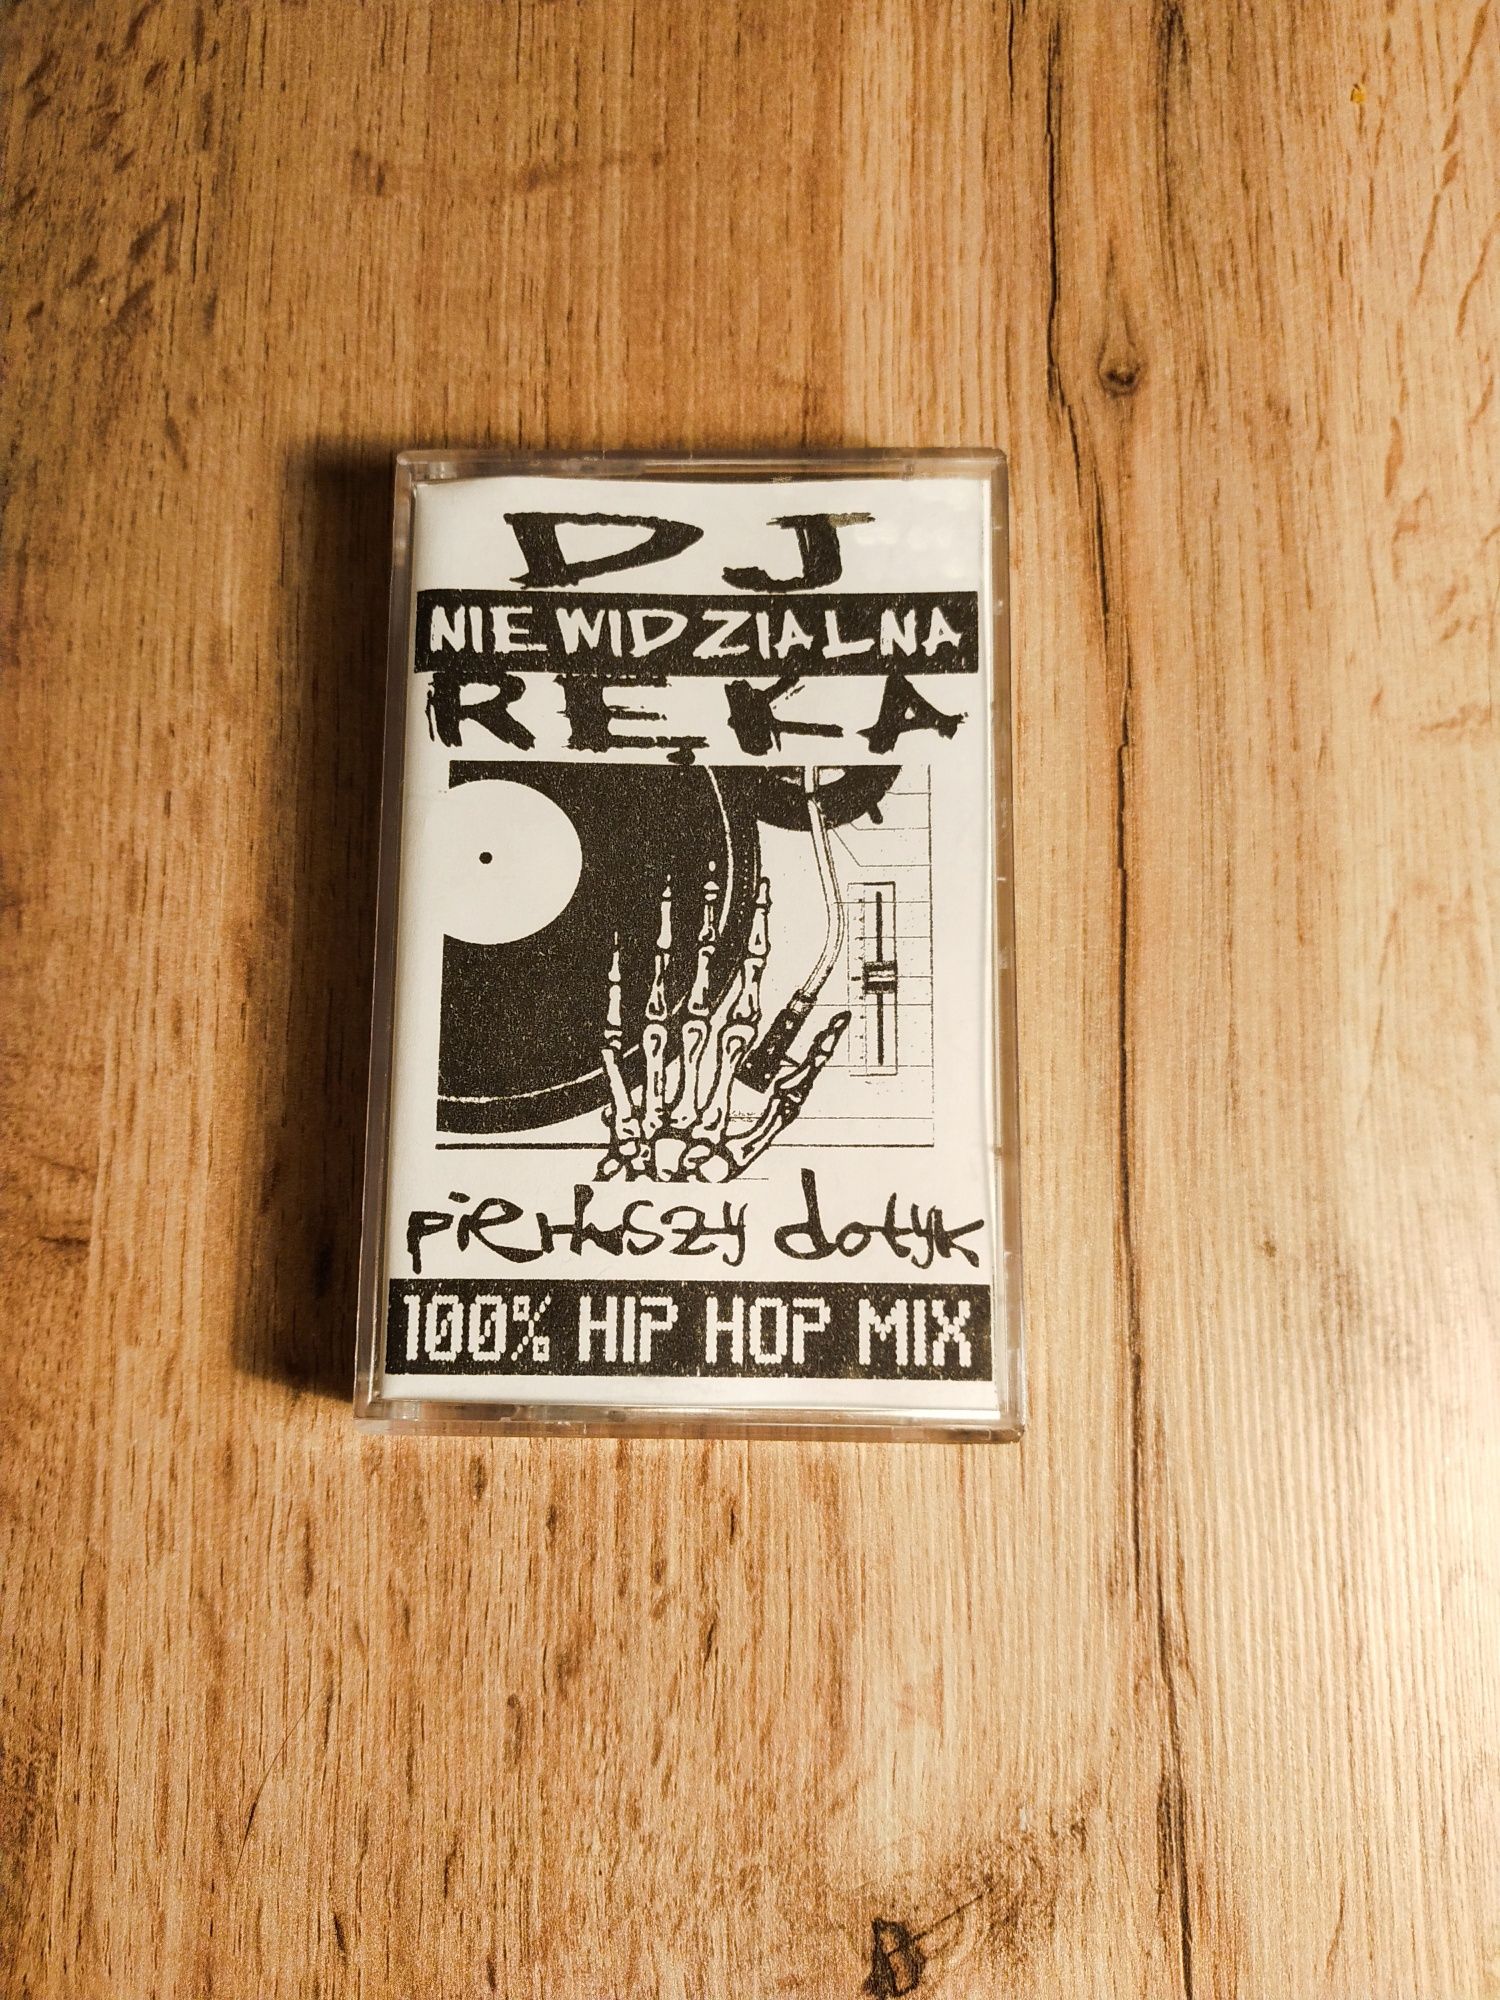 DJ
NIEWIDZIALNA
RĘKA
pierwszy dotyk
100% HIP HOP MIX